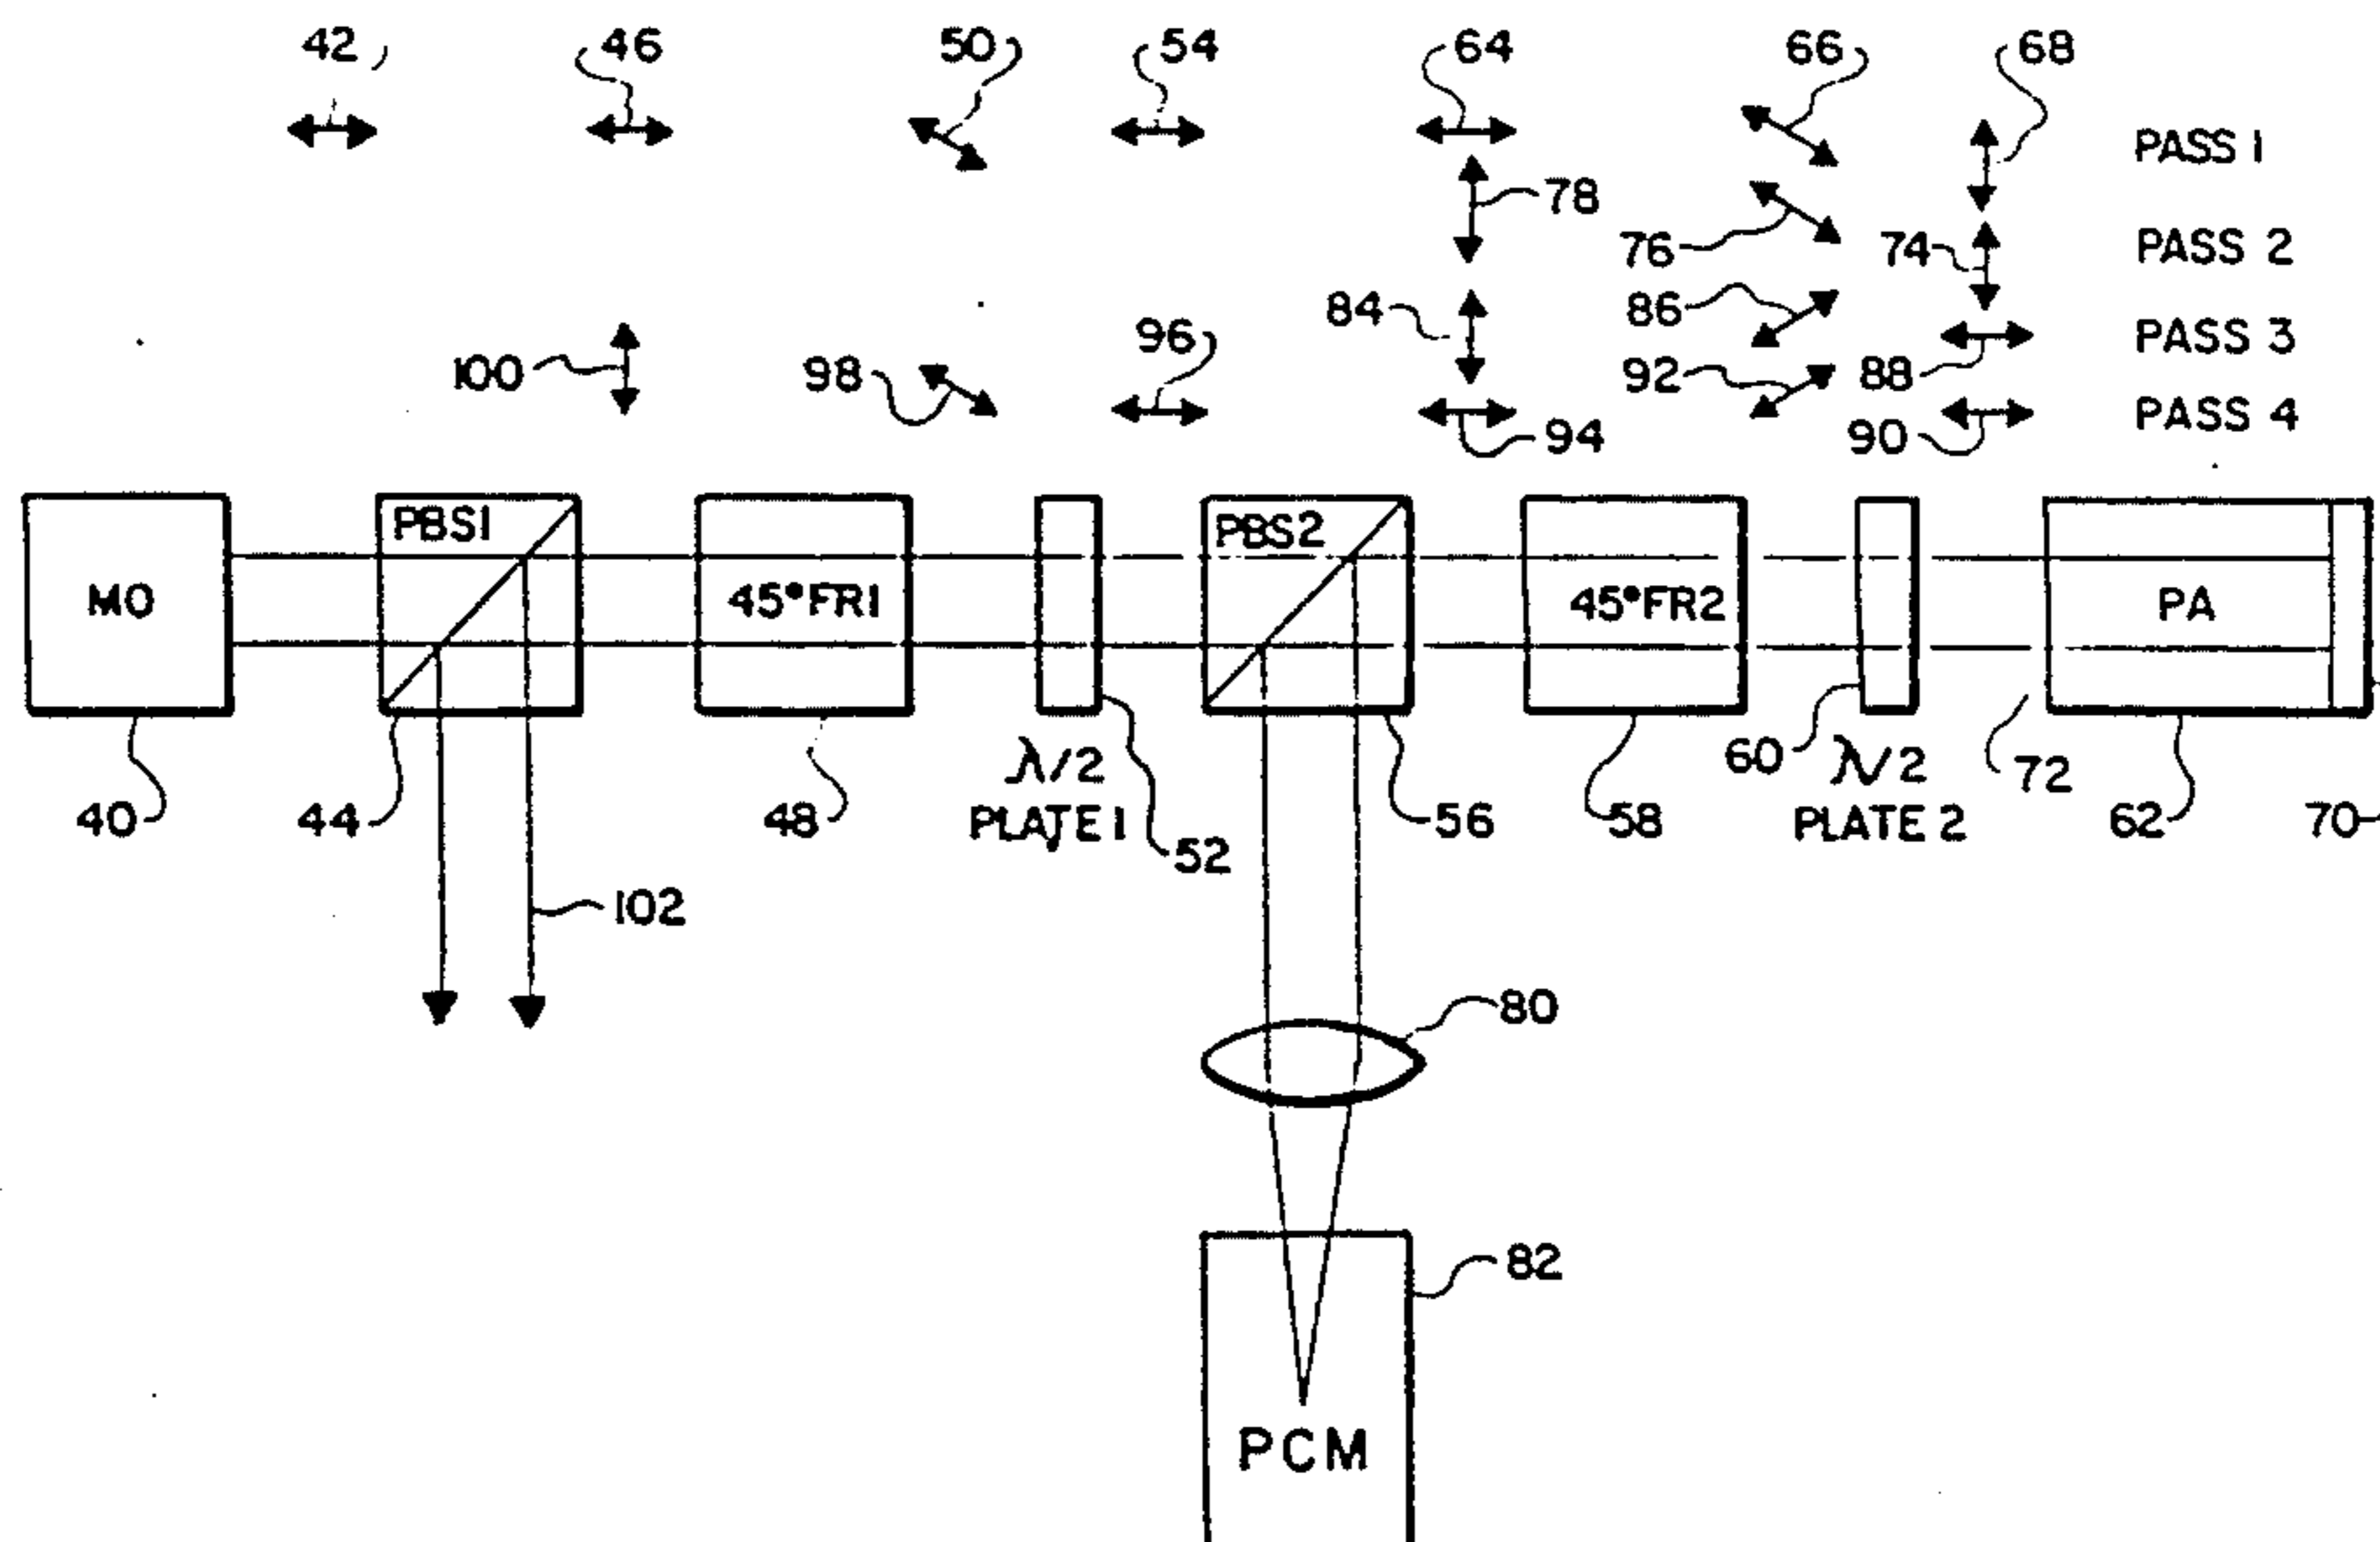 42 46 50 54 64 66 68
PASS 1
78
76 74 PASS 2
84 86 PASS 3
96
100 98 92 88
PASS 4
94 90
PBS1 PBS2
MO 45°FR1 45°FR2 PA
λ/2 60 λ/2 72
40 44 48 PLATE 1 56 58 PLATE 2 62 70
52
102
80
82
PCM